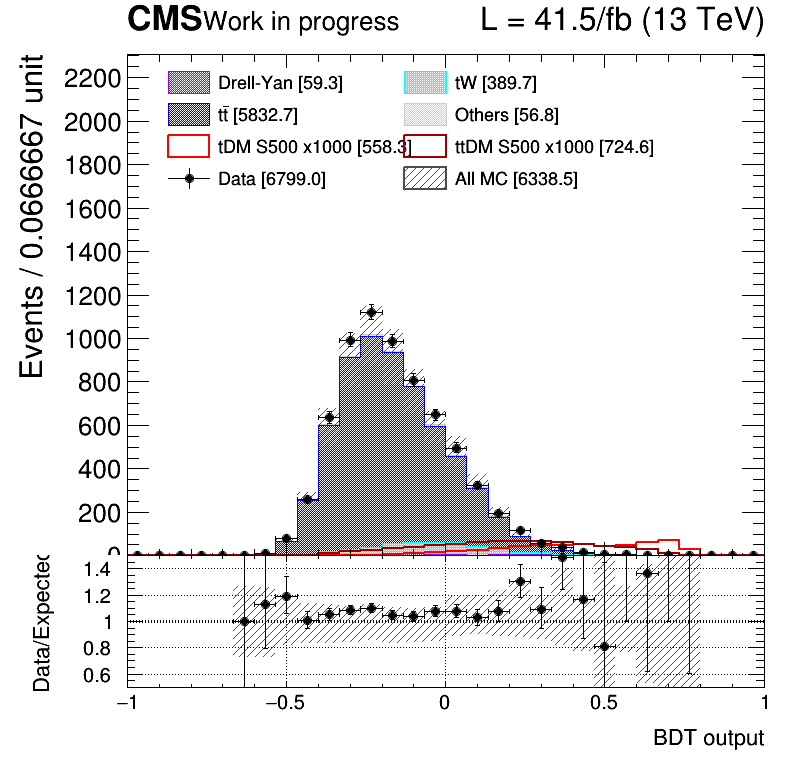 CMS Work in progress L = 41.5/fb (13 TeV)
Events / 0.0666667 unit
2200
2000
1800
1600
1400
1200
1000
800
600
400
200
0
Drell-Yan [59.3] tW [389.7]
tt̄ [5832.7] Others [56.8]
tDM S500 x1000 [558.3] ttDM S500 x1000 [724.6]
Data [6799.0] All MC [6338.5]
Data/Expected
1.4
1.2
1
0.8
0.6
−1 −0.5 0 0.5 1
BDT output